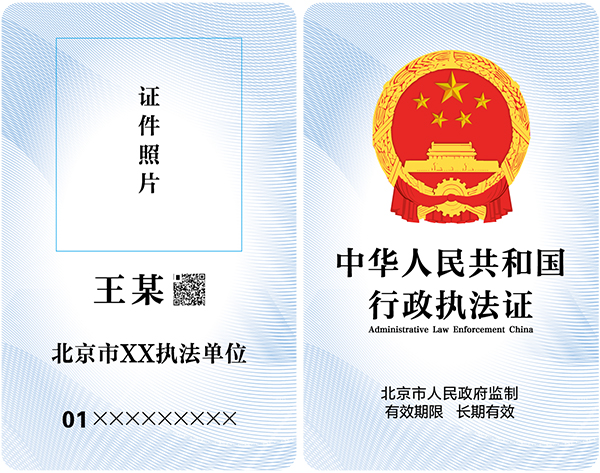 证件照片
王某
北京市XX执法单位
01×××××××××
中华人民共和国
行政执法证
Administrative Law Enforcement China
北京市人民政府监制
有效期限 长期有效